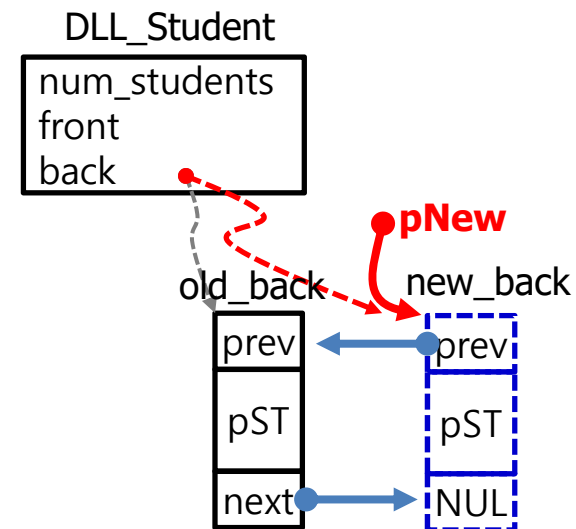 DLL_Student
num_students
front
back
pNew
old_back
new_back
prev
prev
pST
pST
next
NUL